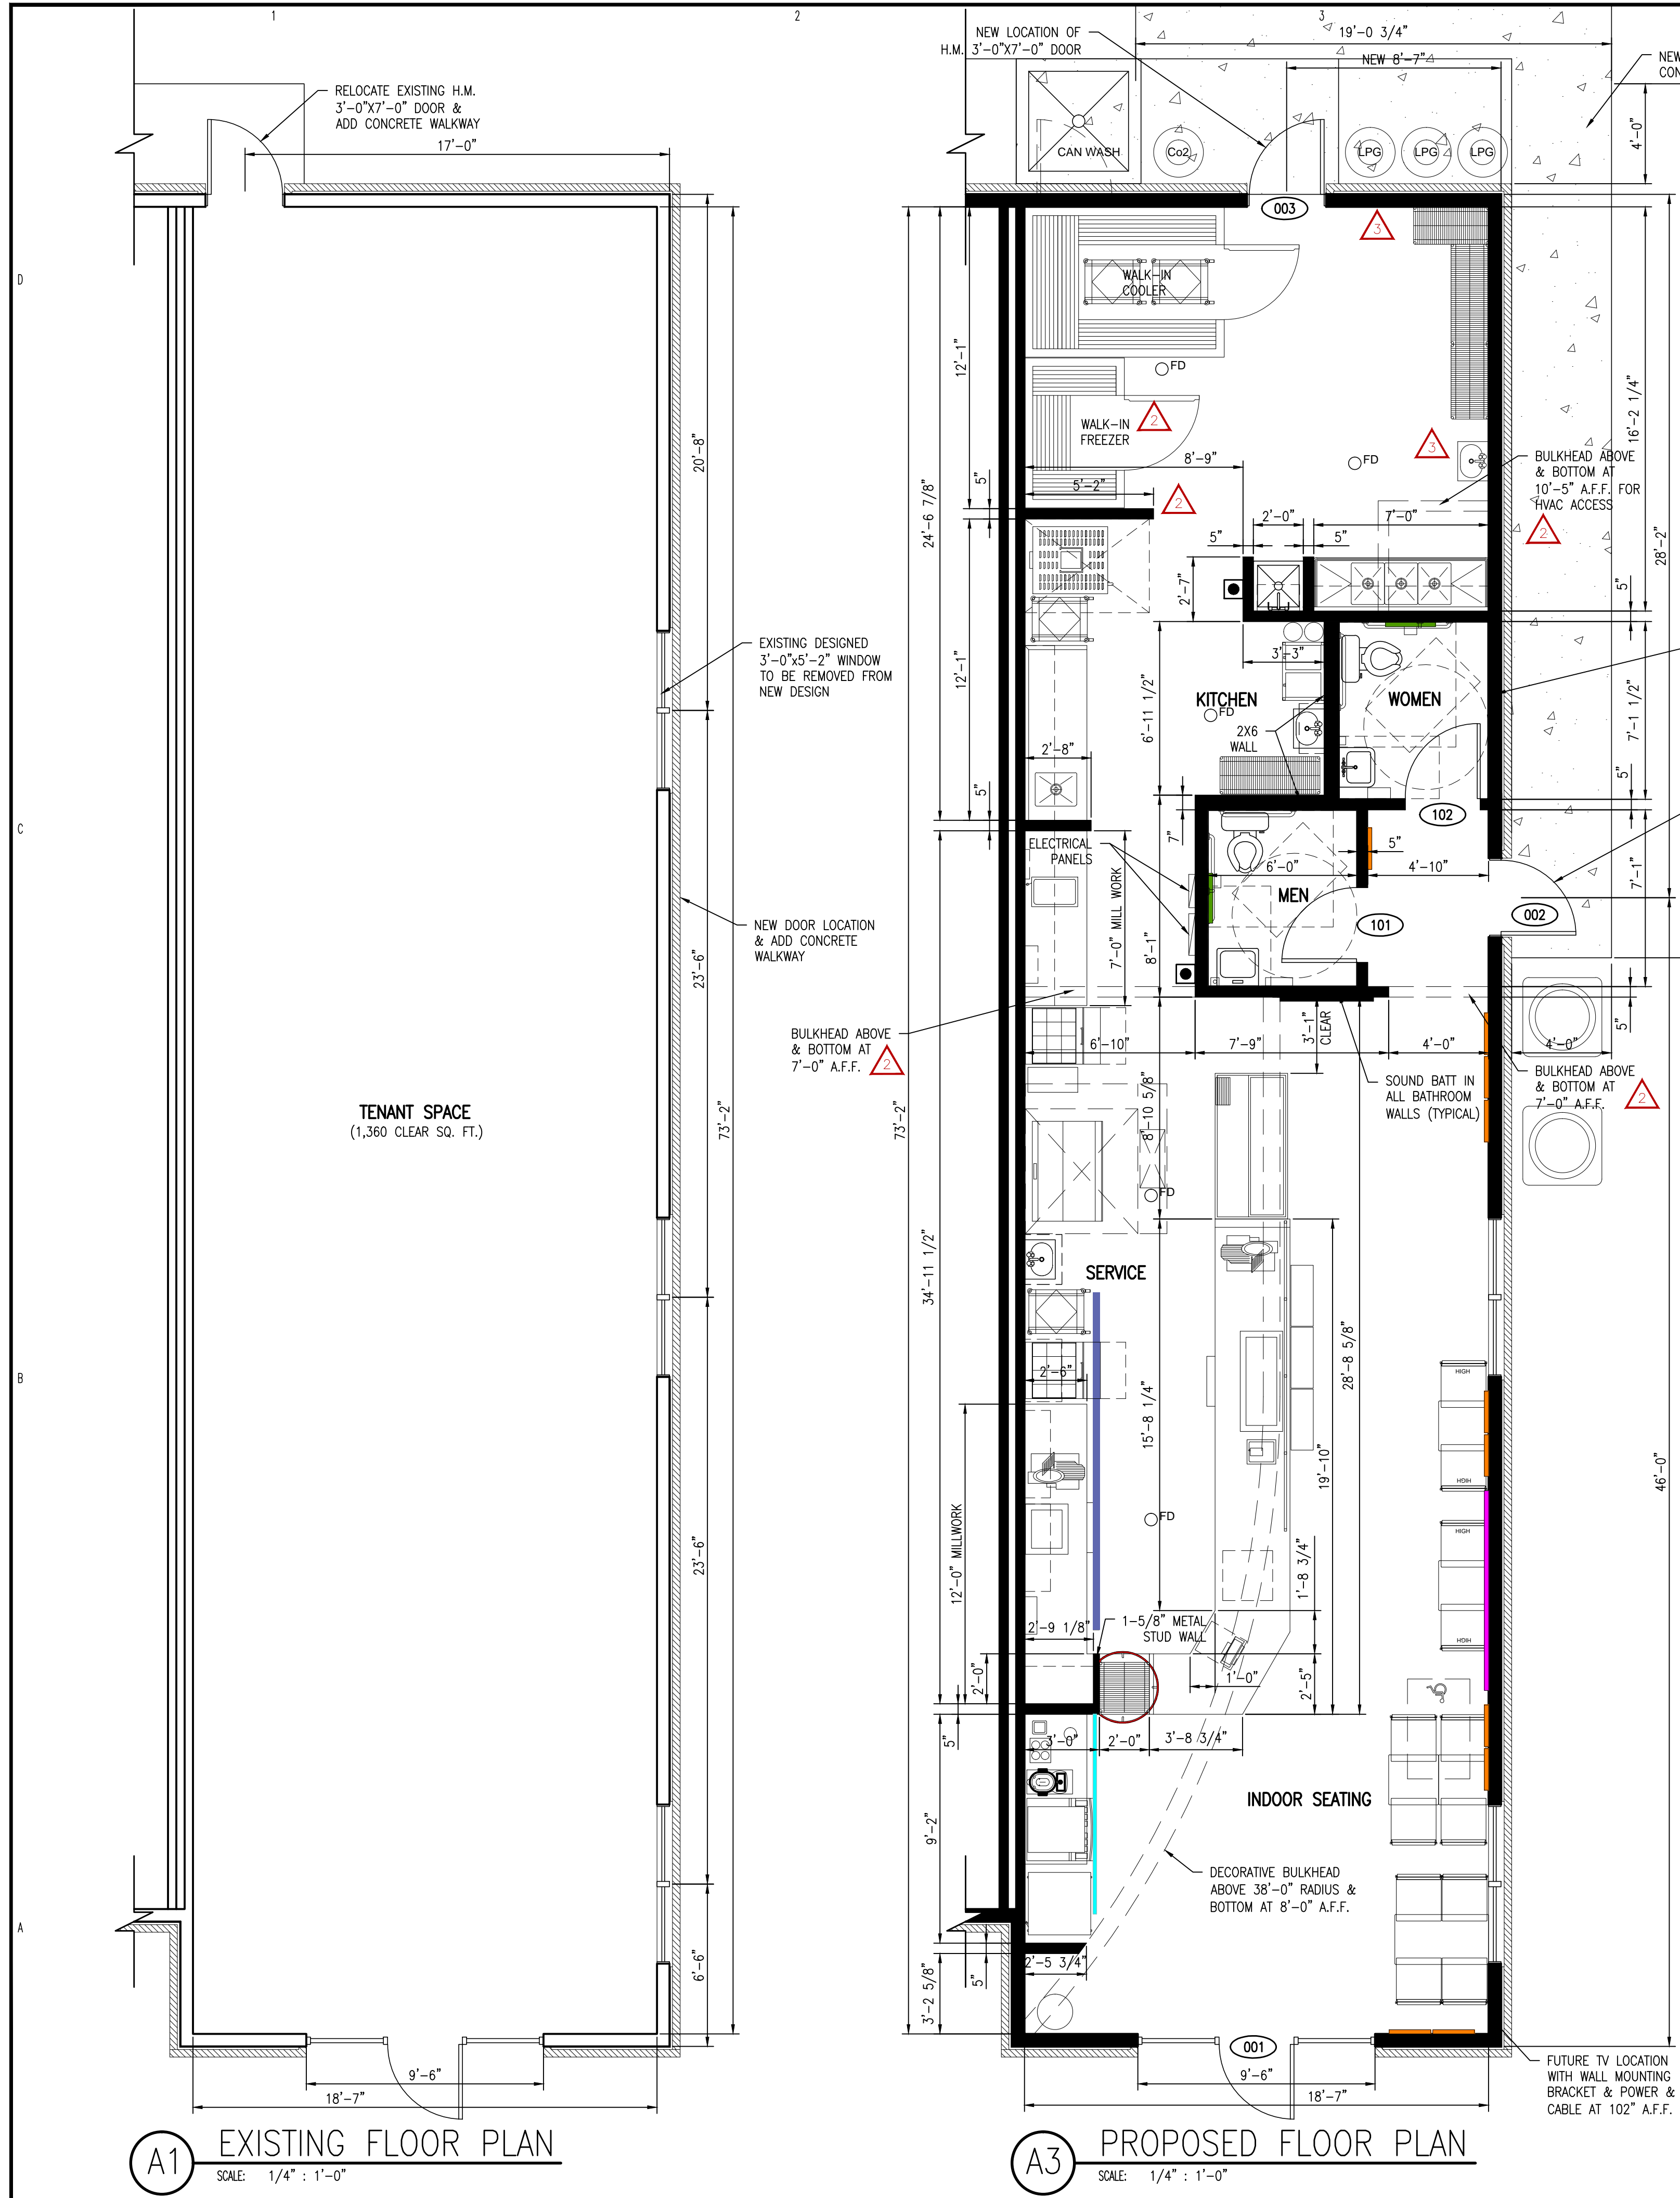 1
2
3
D
C
B
A
RELOCATE EXISTING H.M.
3'-0"X7'-0" DOOR &
ADD CONCRETE WALKWAY
17'-0"
20'-8"
EXISTING DESIGNED
3'-0"x5'-2" WINDOW
TO BE REMOVED FROM
NEW DESIGN
NEW DOOR LOCATION
& ADD CONCRETE
WALKWAY
23'-6"
73'-2"
TENANT SPACE
(1,360 CLEAR SQ. FT.)
23'-6"
6'-6"
9'-6"
18'-7"
A1
EXISTING FLOOR PLAN
SCALE: 1/4" : 1'-0"
NEW LOCATION OF
H.M. 3'-0"X7'-0" DOOR
19'-0 3/4"
NEW 8'-7"
NEW
CON
4'-0"
CAN WASH
Co2
LPG
LPG
LPG
003
3
WALK-IN
COOLER
12'-1"
FD
2
WALK-IN
FREEZER
3
FD
16'-2 1/4"
8'-9"
5'-2"
5"
2
24'-6 7/8"
BULKHEAD ABOVE
& BOTTOM AT
10'-5" A.F.F. FOR
HVAC ACCESS
2
28'-2"
2'-0"
7'-0"
5"
5"
2'-7"
5"
3'-3"
12'-1"
6'-11 1/2"
KITCHEN
FD
WOMEN
2X6
WALL
7'-1 1/2"
2'-8"
5"
5"
7"
102
ELECTRICAL
PANELS
5"
6'-0"
4'-10"
7'-1"
MEN
7'-0" MILL WORK
8'-1"
101
002
BULKHEAD ABOVE
& BOTTOM AT
7'-0" A.F.F.
2
3'-1"
CLEAR
5"
6'-10"
7'-9"
4'-0"
4'-0"
8'-10 5/8"
SOUND BATT IN
ALL BATHROOM
WALLS (TYPICAL)
BULKHEAD ABOVE
& BOTTOM AT
7'-0" A.F.F.
2
73'-2"
FD
34'-11 1/2"
SERVICE
2'-6"
15'-8 1/4"
28'-8 5/8"
19'-10"
HIGH
HIGH
46'-0"
12'-0" MILLWORK
FD
HIGH
HIGH
1'-8 3/4"
2'-9 1/8"
1-5/8" METAL
STUD WALL
2'-0"
1'-0"
2'-5"
5"
3'-0"
2'-0"
3'-8 3/4"
INDOOR SEATING
9'-2"
DECORATIVE BULKHEAD
ABOVE 38'-0" RADIUS &
BOTTOM AT 8'-0" A.F.F.
2'-5 3/4"
5"
3'-2 5/8"
001
9'-6"
18'-7"
FUTURE TV LOCATION
WITH WALL MOUNTING
BRACKET & POWER &
CABLE AT 102" A.F.F.
A3
PROPOSED FLOOR PLAN
SCALE: 1/4" : 1'-0"